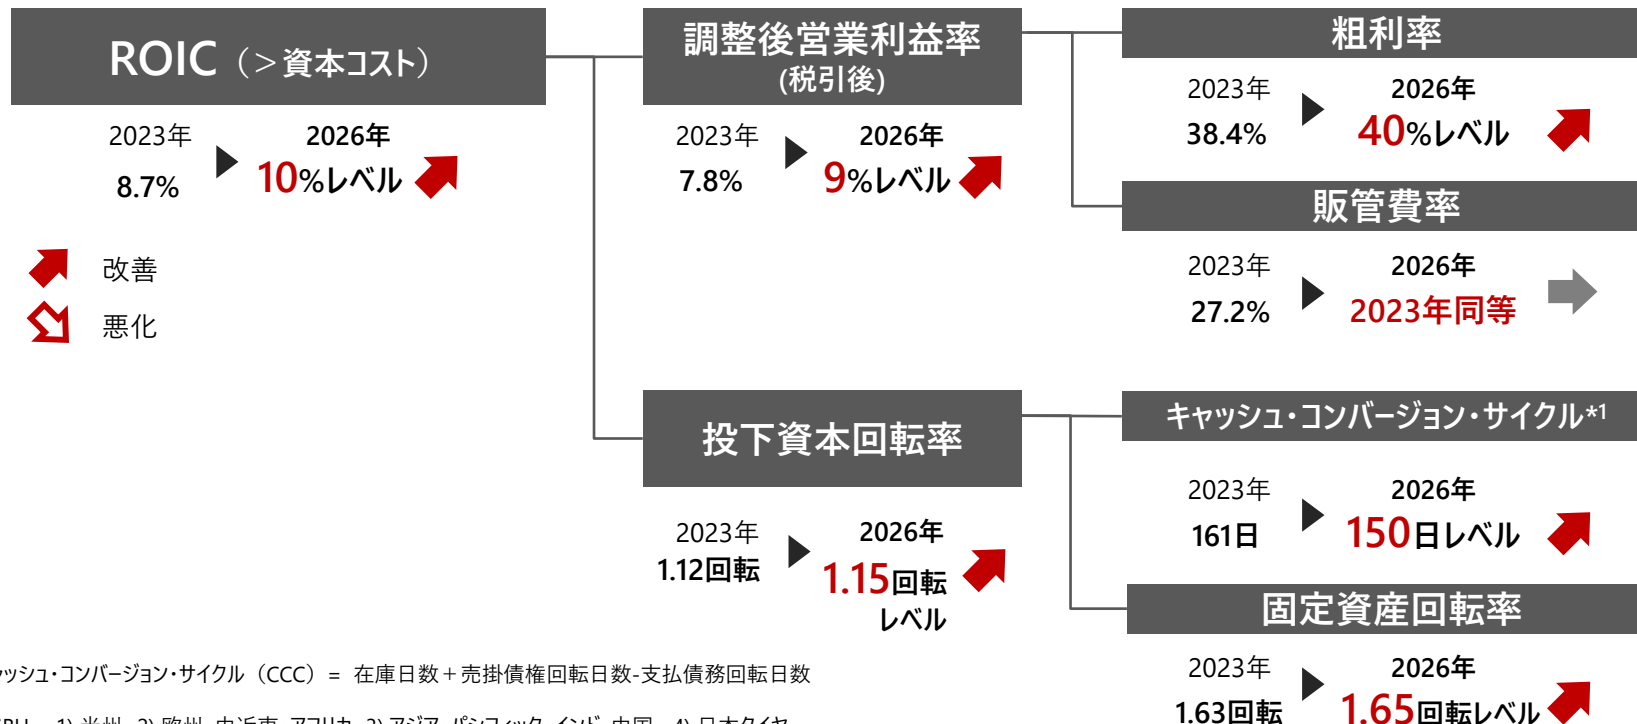 ROIC（＞資本コスト）
2023年 2026年
8.7% 10%レベル
改善
悪化
調整後営業利益率
(税引後)
2023年 2026年
7.8% 9%レベル
粗利率
2023年 2026年
38.4% 40%レベル
販管費率
2023年 2026年
27.2% 2023年同等
投下資本回転率
2023年 2026年
1.12回転 1.15回転
レベル
キャッシュ・コンバージョン・サイクル*1
2023年 2026年
161日 150日レベル
固定資産回転率
2023年 2026年
1.63回転 1.65回転レベル
ャッシュ・コンバージョン・サイクル（CCC）= 在庫日数＋売掛債権回転日数-支払債務回転日数